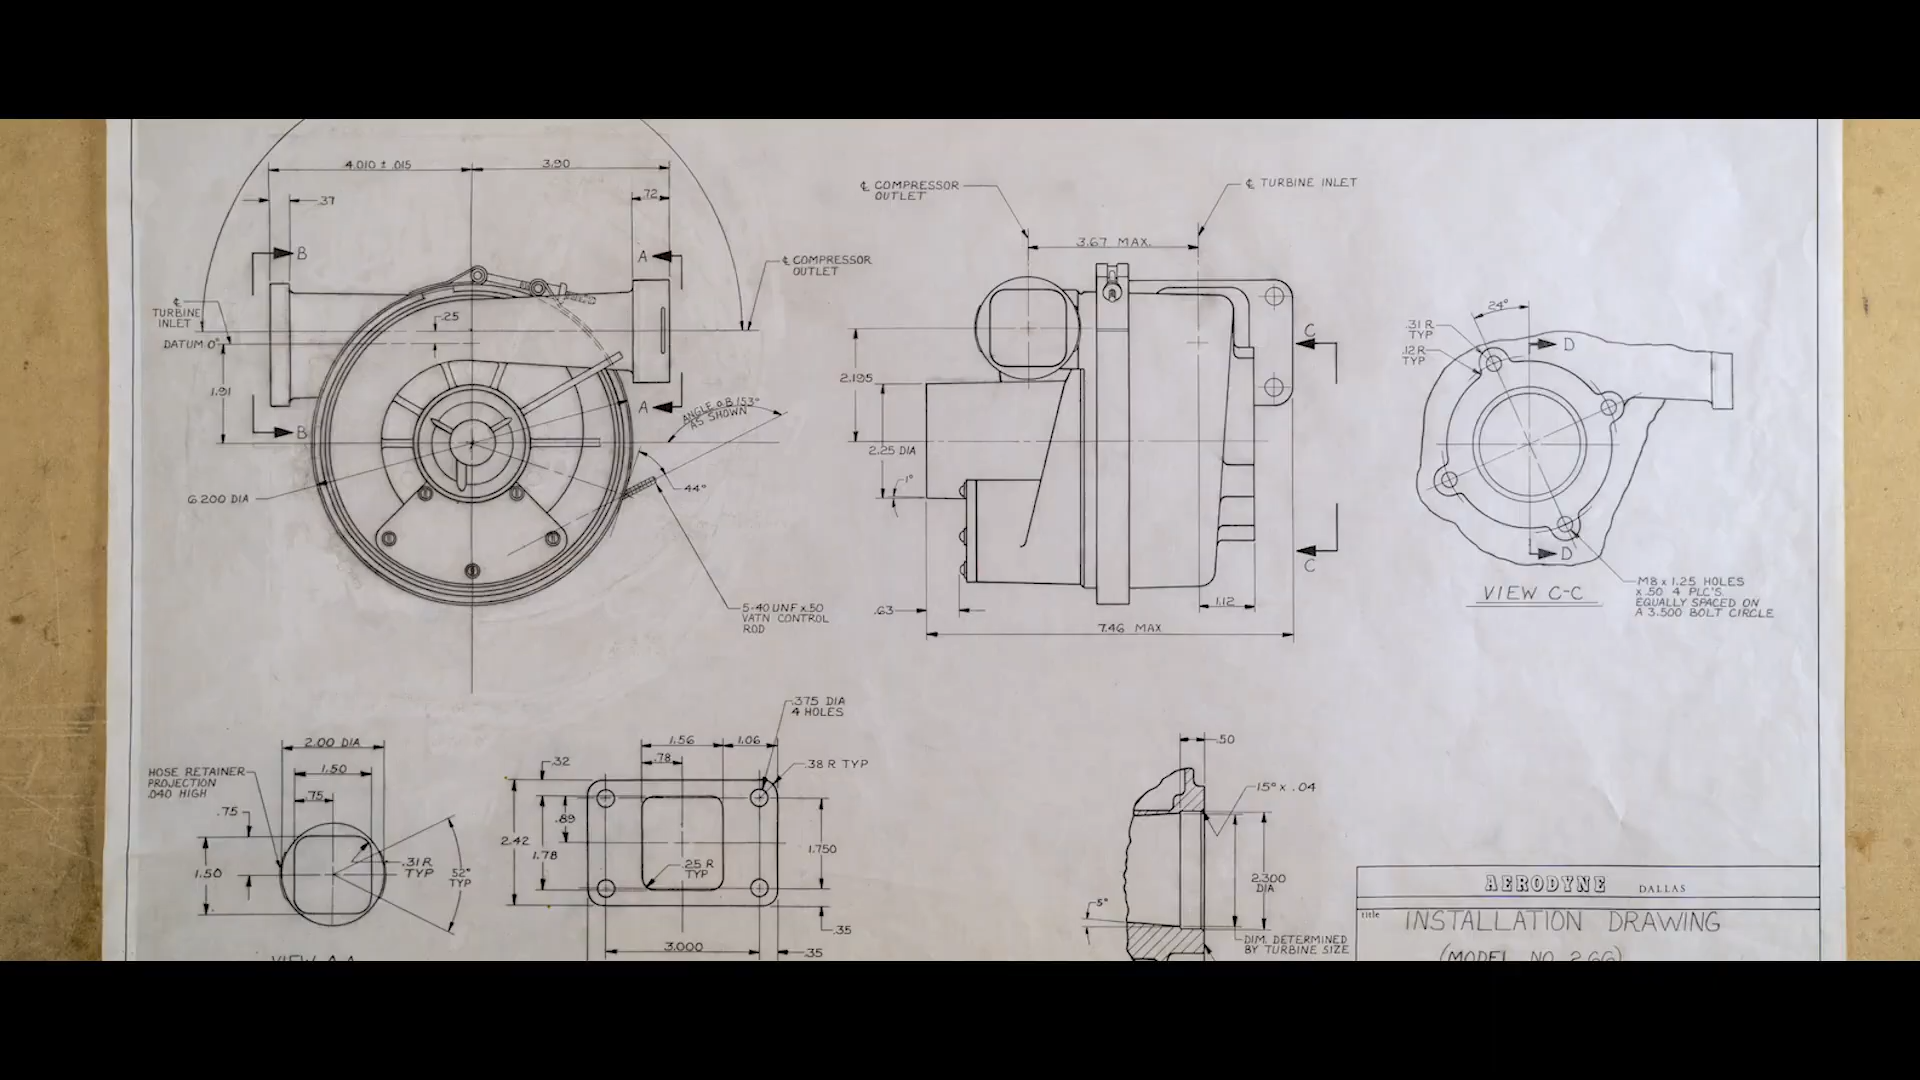 4.010 ± .015
3.90
.37
.72
B
A
℄ COMPRESSOR
OUTLET
℄
TURBINE
INLET
DATUM 0°
.25
1.91
B
A
ANGLE α.B. 153°
AS SHOWN
6.200 DIA
44°
5-40 UNF x.50
VATN CONTROL
ROD
℄ COMPRESSOR
OUTLET
℄ TURBINE INLET
3.67 MAX.
2.195
2.25 DIA
1°
C
C
.63
1.12
7.46 MAX
24°
.31 R
TYP
.12 R
TYP
D
D
VIEW C-C
M8 x 1.25 HOLES
x .50 4 PLC'S.
EQUALLY SPACED ON
A 3.500 BOLT CIRCLE
2.00 DIA
1.50
.75
HOSE RETAINER
PROJECTION
.040 HIGH
.75
1.50
.31 R
TYP
52°
TYP
VIEW A-A
.375 DIA
4 HOLES
1.56
1.06
.78
.32
.38 R TYP
.89
2.42
1.78
.25 R
TYP
1.750
3.000
.35
.35
.50
15° x .04
2.300
DIA
5°
DIM. DETERMINED
BY TURBINE SIZE
AERODYNE DALLAS
title
INSTALLATION DRAWING
(MODEL NO.